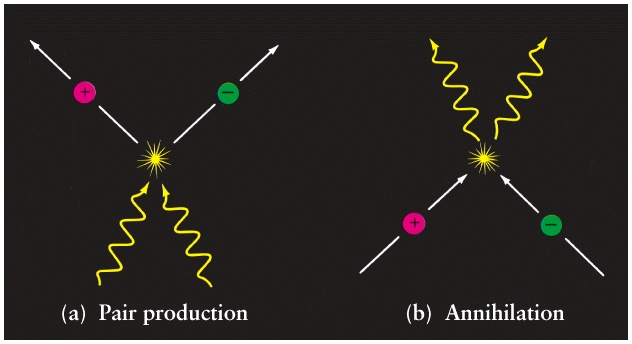 +
−
+
−
(a) Pair production
(b) Annihilation